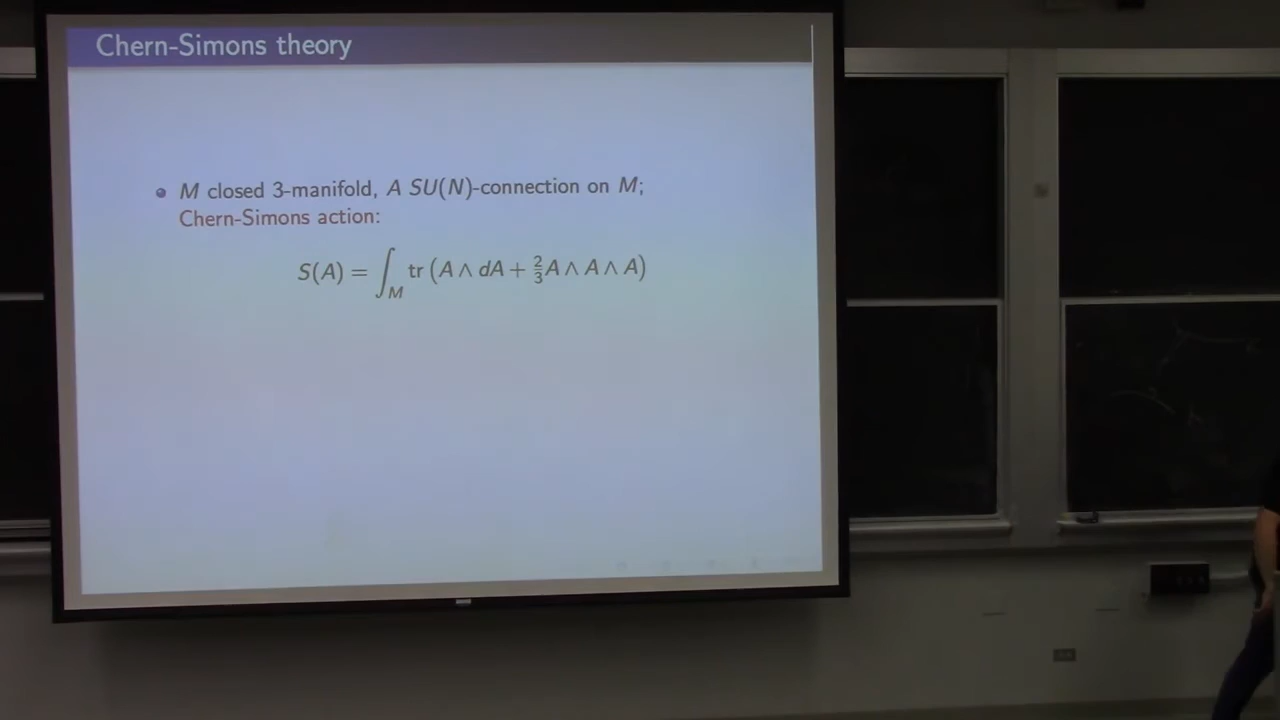 Chern-Simons theory
M closed 3-manifold, A SU(N)-connection on M;
Chern-Simons action:
S(A) = ∫_M tr (A ∧ dA + 2/3 A ∧ A ∧ A)